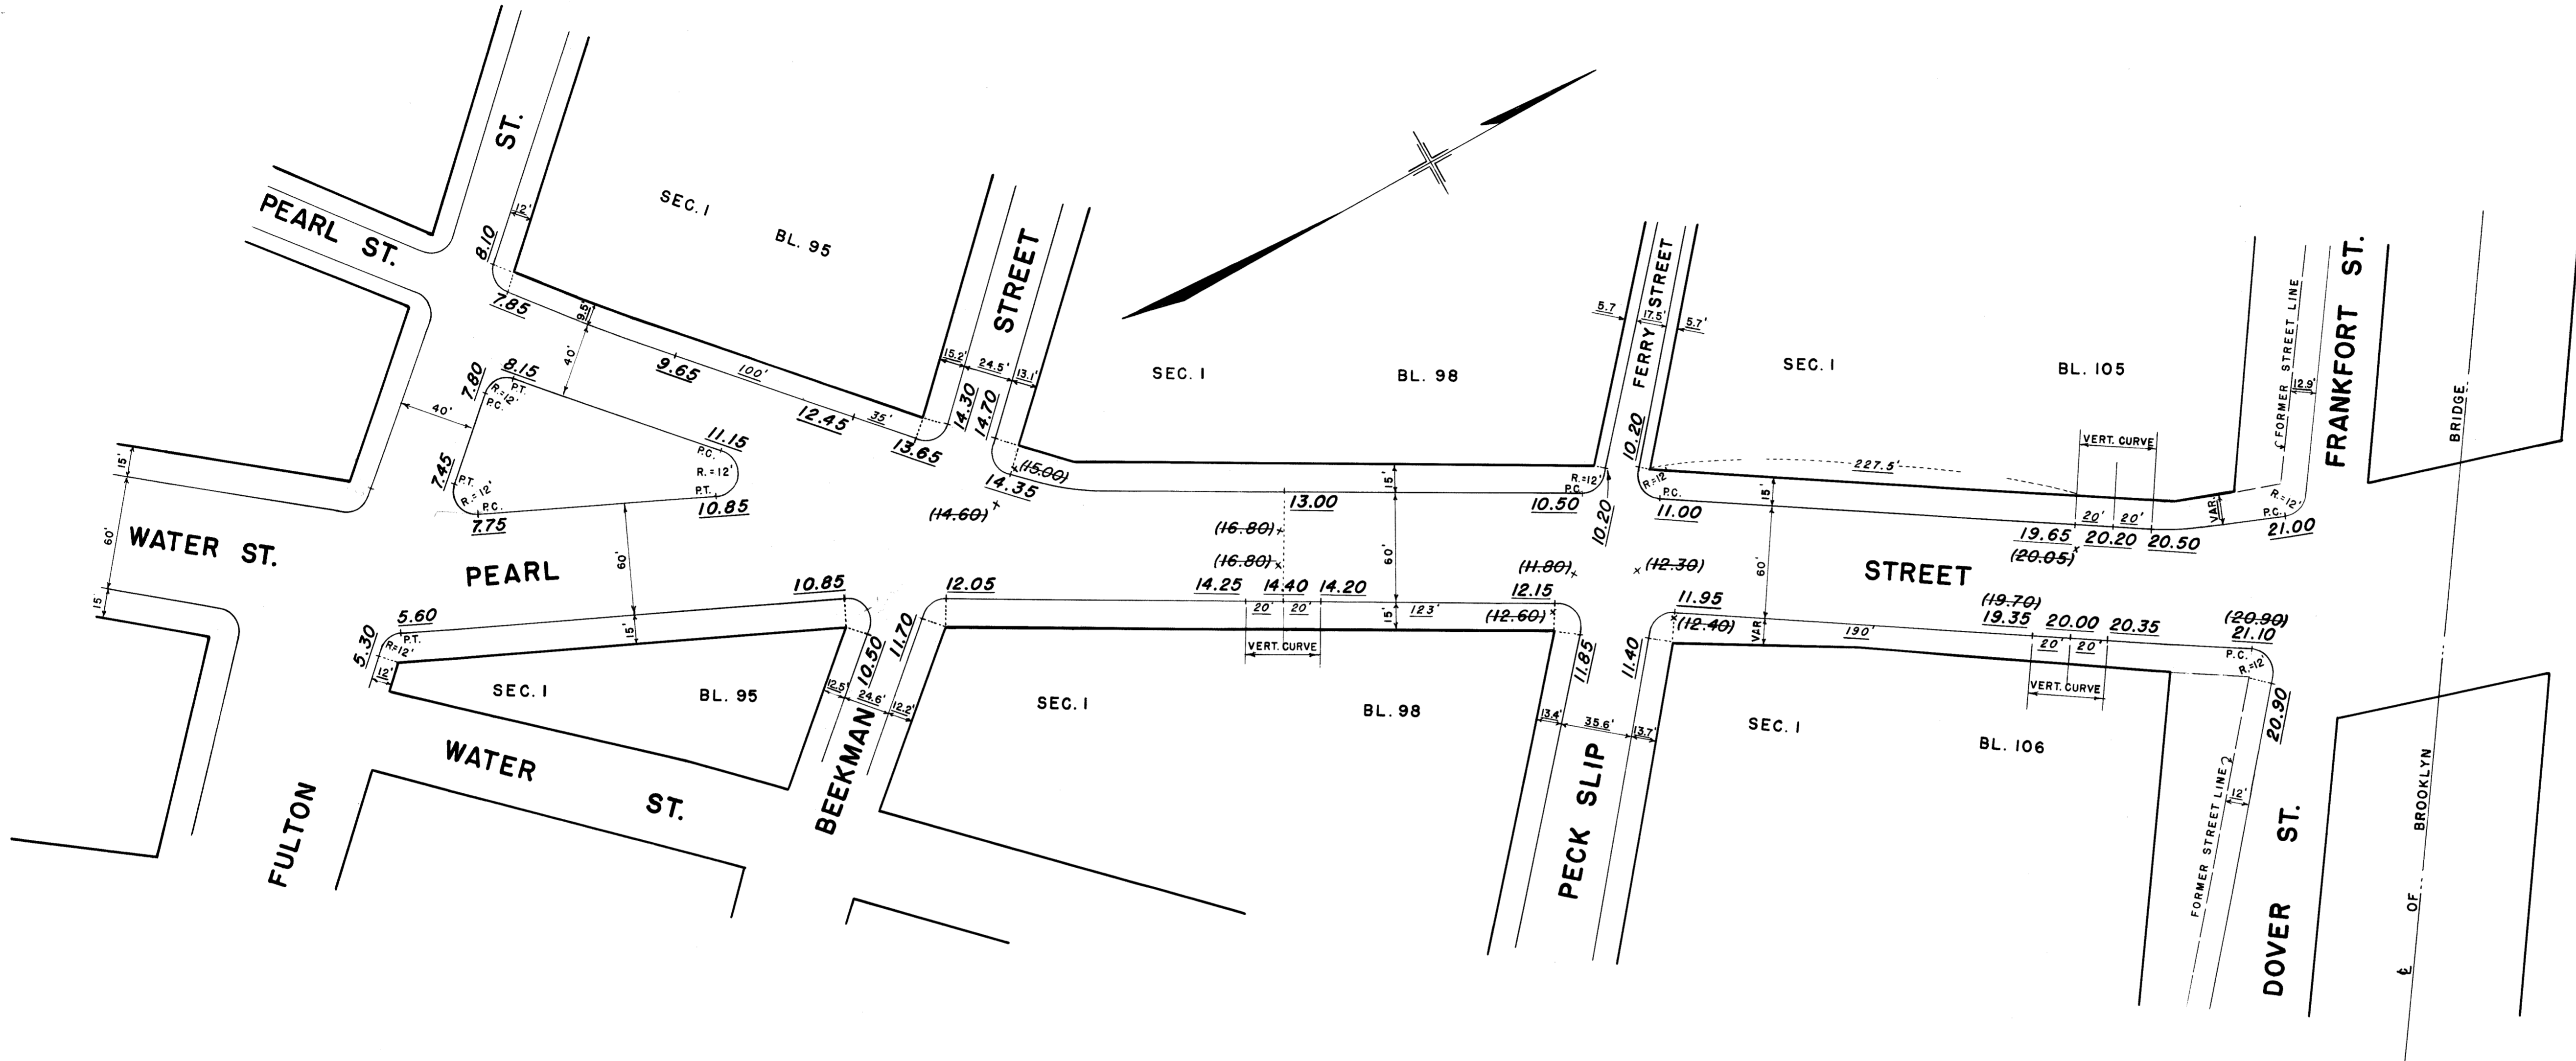 ST.
PEARL ST.
12'
8.10
7.85
SEC. 1
BL. 95
9.5'
40'
9.65
100'
12.45
35'
13.65
15.2'
24.5'
13.1'
14.30
14.70
STREET
(15.00)
14.35
(14.60)
7.80
8.15
R.=12'
P.T.
P.C.
40'
11.15
P.C.
R.=12'
P.T.
10.85
7.45
P.T.
R.=12'
P.C.
7.75
15'
60'
15'
WATER ST.
PEARL
60'
SEC. 1
BL. 98
15'
R.=12'
P.C.
10.50
13.00
(16.80)
(16.80)
60'
5.7
17.5'
5.7'
FERRY STREET
10.20
10.20
R.=12'
P.C.
11.00
SEC. 1
BL. 105
227.5'
VERT. CURVE
15'
20'
20'
19.65
20.20
20.50
(20.05)
VAR.
FORMER STREET LINE
12.9'
R.=12'
P.C.
21.00
FRANKFORT ST.
BRIDGE
STREET
60'
(11.80)
(12.30)
10.85
12.05
14.25
14.40
14.20
12.15
20'
20'
123'
15'
(12.60)
VERT. CURVE
11.95
(12.40)
VAR.
190'
(19.70)
19.35
20.00
20.35
(20.90)
21.10
20'
20'
VERT. CURVE
P.C.
R.=12'
20.90
5.60
P.T.
5.30
R=12'
12'
15'
SEC. 1
BL. 95
10.50
11.70
12.5'
24.6'
12.2'
BEEKMAN
SEC. 1
BL. 98
11.85
11.40
13.4'
35.6'
13.7'
PECK SLIP
SEC. 1
BL. 106
FORMER STREET LINE
12'
DOVER ST.
℄ OF BROOKLYN
WATER ST.
FULTON